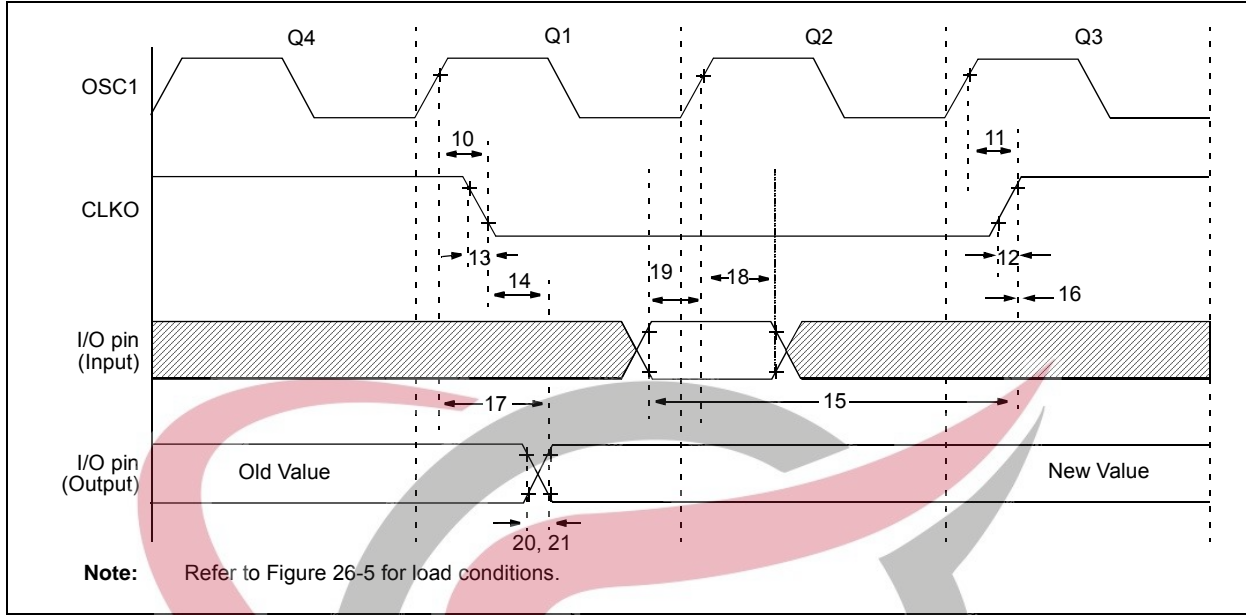 Q4 Q1 Q2 Q3
OSC1
10 11
CLKO
13 12
14 19 18
16
I/O pin
(Input)
17 15
I/O pin
(Output)
Old Value New Value
20, 21
Note: Refer to Figure 26-5 for load conditions.